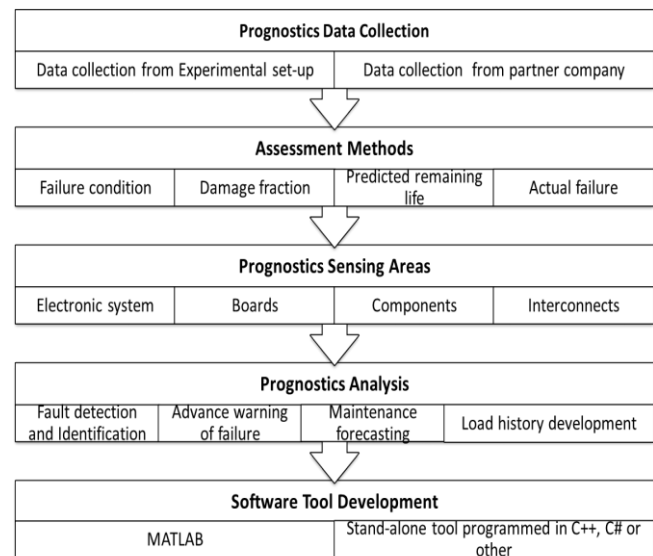 Prognostics Data Collection
Data collection from Experimental set-up
Data collection from partner company
Assessment Methods
Failure condition
Damage fraction
Predicted remaining
life
Actual failure
Prognostics Sensing Areas
Electronic system
Boards
Components
Interconnects
Prognostics Analysis
Fault detection
and Identification
Advance warning
of failure
Maintenance
forecasting
Load history development
Software Tool Development
MATLAB
Stand-alone tool programmed in C++, C# or
other